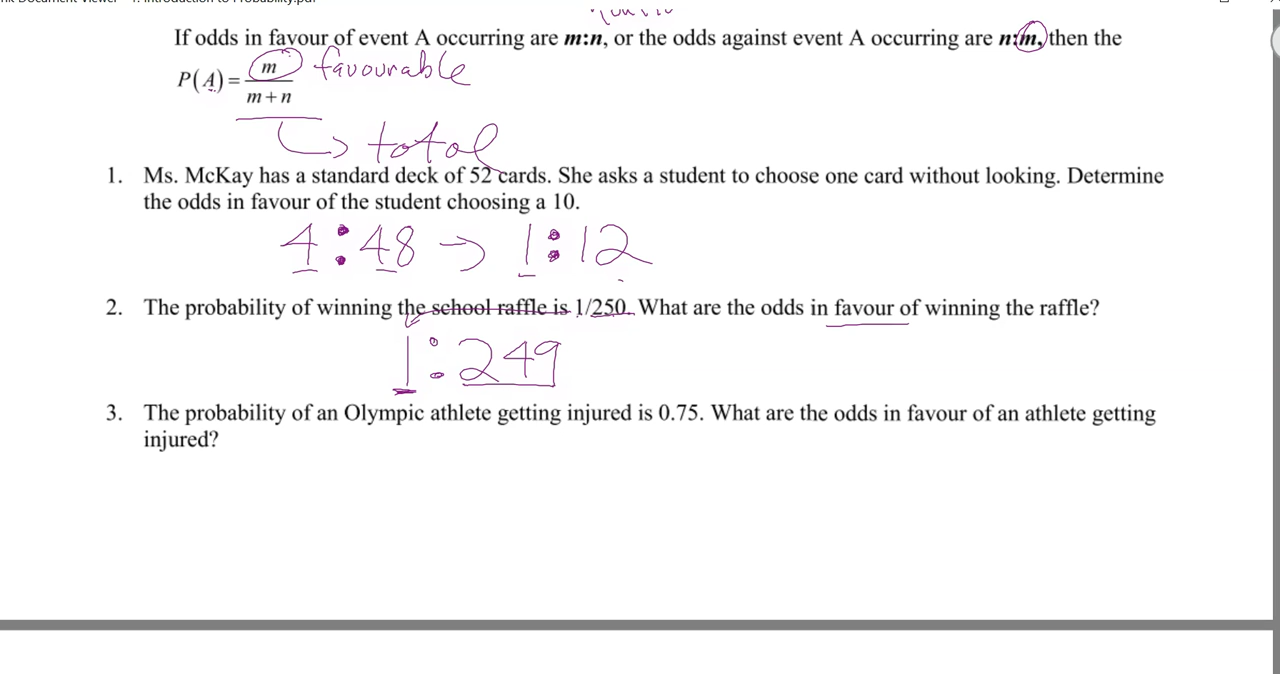 If odds in favour of event A occurring are m:n, or the odds against event A occurring are n:m, then the
P(A) = m / m + n favourable
total
1. Ms. McKay has a standard deck of 52 cards. She asks a student to choose one card without looking. Determine
the odds in favour of the student choosing a 10.
4 : 48 → 1 : 12
2. The probability of winning the school raffle is 1/250. What are the odds in favour of winning the raffle?
1 : 249
3. The probability of an Olympic athlete getting injured is 0.75. What are the odds in favour of an athlete getting
injured?